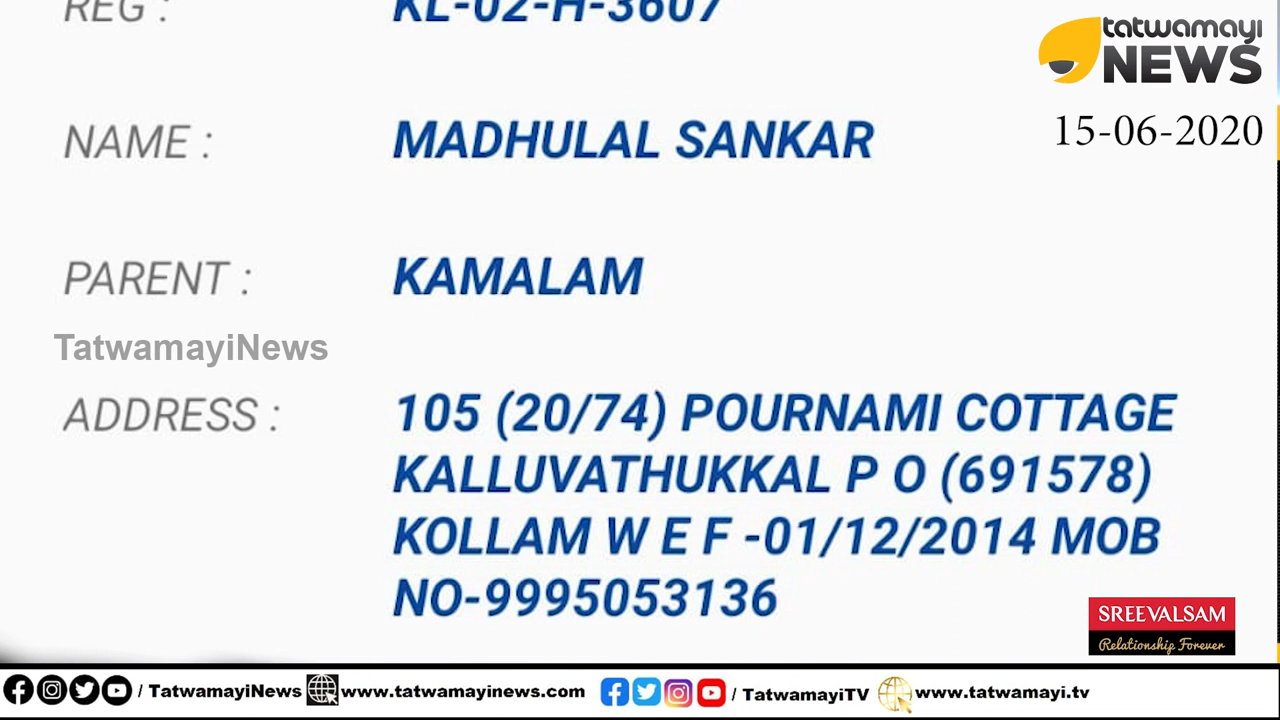 REG : KL-02-H-3607
tatwamayi
NEWS
15-06-2020
NAME : MADHULAL SANKAR
PARENT : KAMALAM
TatwamayiNews
ADDRESS : 105 (20/74) POURNAMI COTTAGE
KALLUVATHUKKAL P O (691578)
KOLLAM W E F -01/12/2014 MOB
NO-9995053136
SREEVALSAM
Relationship Forever
/ TatwamayiNews www.tatwamayinews.com / TatwamayiTV www.tatwamayi.tv